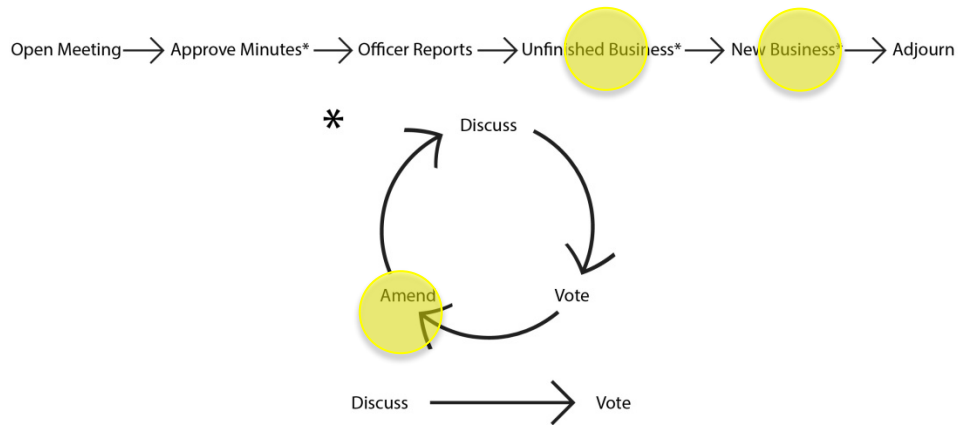 Open Meeting Approve Minutes* Officer Reports Unfinished Business* New Business* Adjourn
*
Discuss
Amend Vote
Discuss Vote